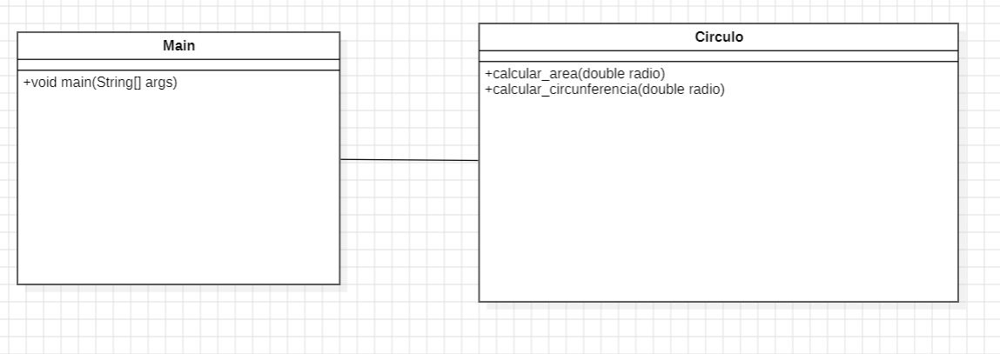 Main
+void main(String[] args)
Circulo
+calcular_area(double radio)
+calcular_circunferencia(double radio)